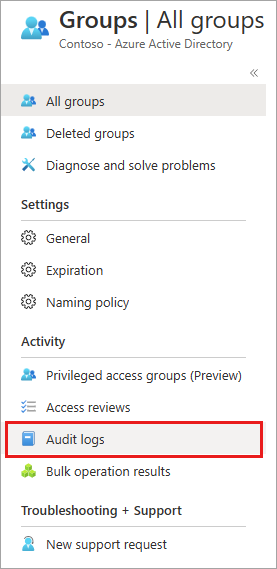 Groups | All groups
Contoso - Azure Active Directory
«
All groups
Deleted groups
Diagnose and solve problems
Settings
General
Expiration
Naming policy
Activity
Privileged access groups (Preview)
Access reviews
Audit logs
Bulk operation results
Troubleshooting + Support
New support request